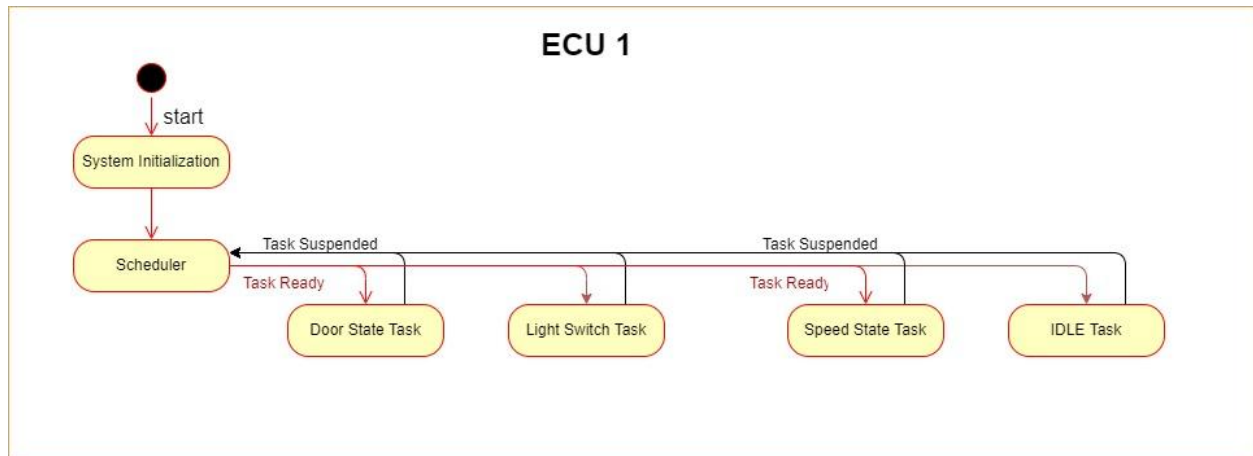 ECU 1
start
System Initialization
Scheduler
Task Suspended
Task Suspended
Task Ready
Task Ready
Door State Task
Light Switch Task
Speed State Task
IDLE Task